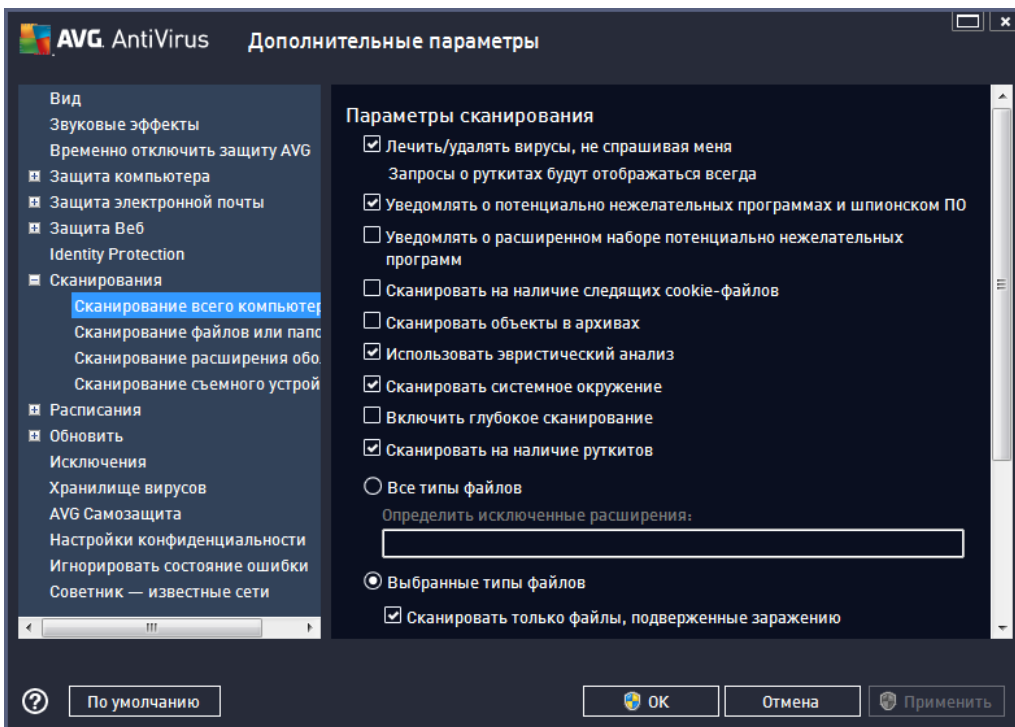 AVG AntiVirus Дополнительные параметры
Вид
Звуковые эффекты
Временно отключить защиту AVG
Защита компьютера
Защита электронной почты
Защита Веб
Identity Protection
Сканирования
Сканирование всего компьютер
Сканирование файлов или папо
Сканирование расширения обо.
Сканирование съемного устрой
Расписания
Обновить
Исключения
Хранилище вирусов
AVG Самозащита
Настройки конфиденциальности
Игнорировать состояние ошибки
Советник — известные сети
Параметры сканирования
Лечить/удалять вирусы, не спрашивая меня
Запросы о руткитах будут отображаться всегда
Уведомлять о потенциально нежелательных программах и шпионском ПО
Уведомлять о расширенном наборе потенциально нежелательных
программ
Сканировать на наличие следящих cookie-файлов
Сканировать объекты в архивах
Использовать эвристический анализ
Сканировать системное окружение
Включить глубокое сканирование
Сканировать на наличие руткитов
Все типы файлов
Определить исключенные расширения:
Выбранные типы файлов
Сканировать только файлы, подверженные заражению
? По умолчанию OK Отмена Применить